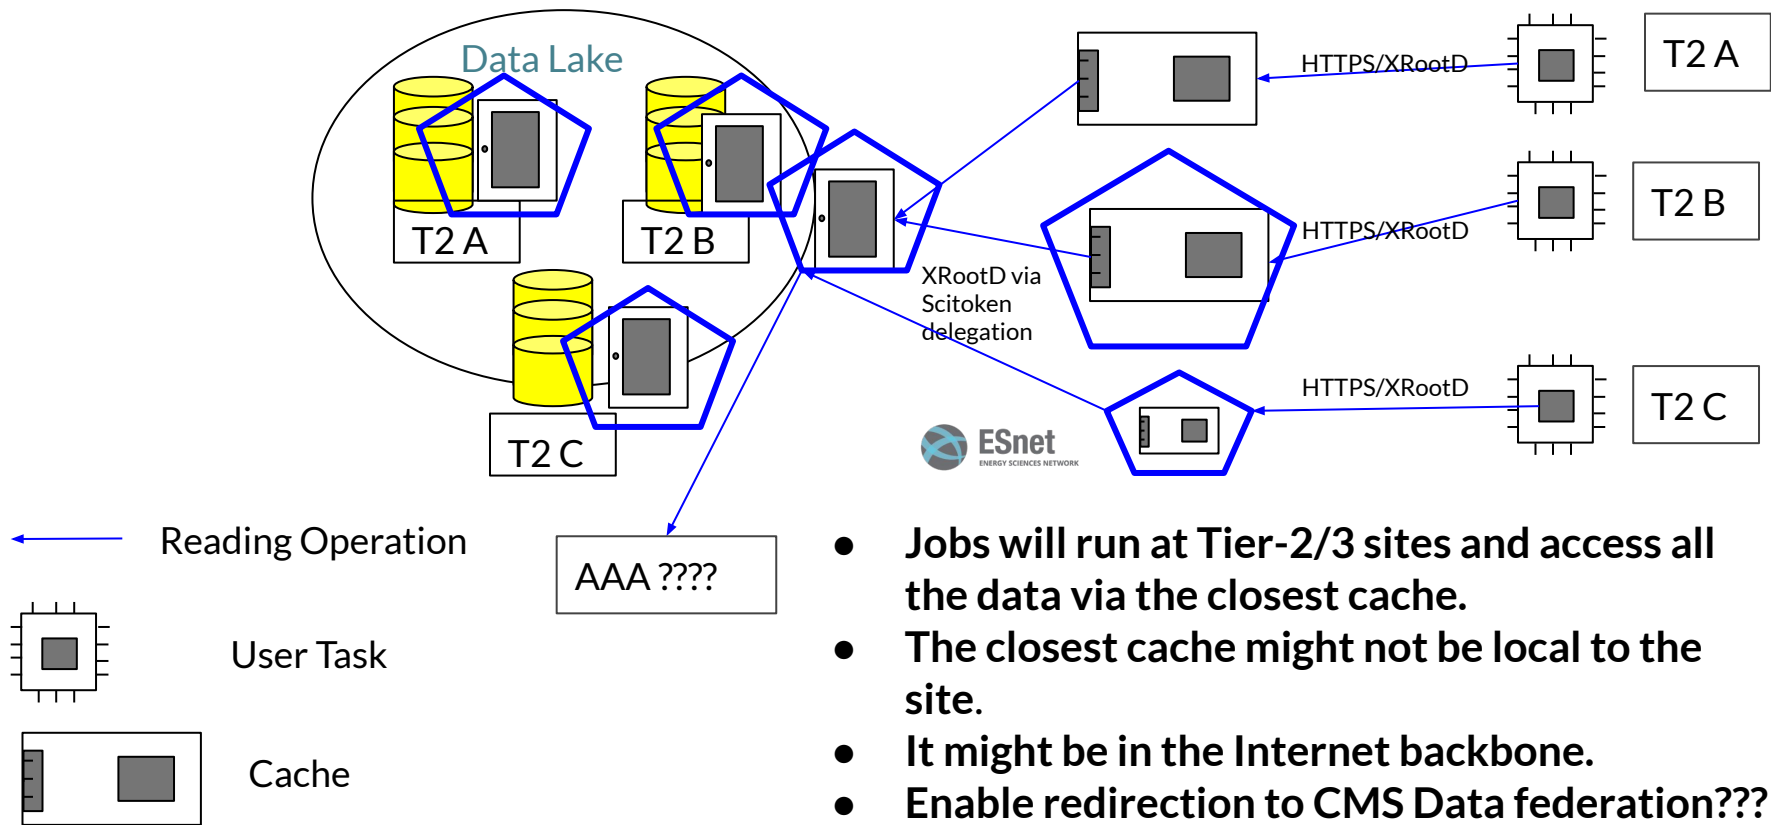 Data Lake
T2 A
T2 B
T2 C
HTTPS/XRootD
T2 A
HTTPS/XRootD
T2 B
HTTPS/XRootD
T2 C
XRootD via
Scitoken
delegation
ESnet
ENERGY SCIENCES NETWORK
AAA ????
Reading Operation
User Task
Cache
● Jobs will run at Tier-2/3 sites and access all
the data via the closest cache.
● The closest cache might not be local to the
site.
● It might be in the Internet backbone.
● Enable redirection to CMS Data federation???